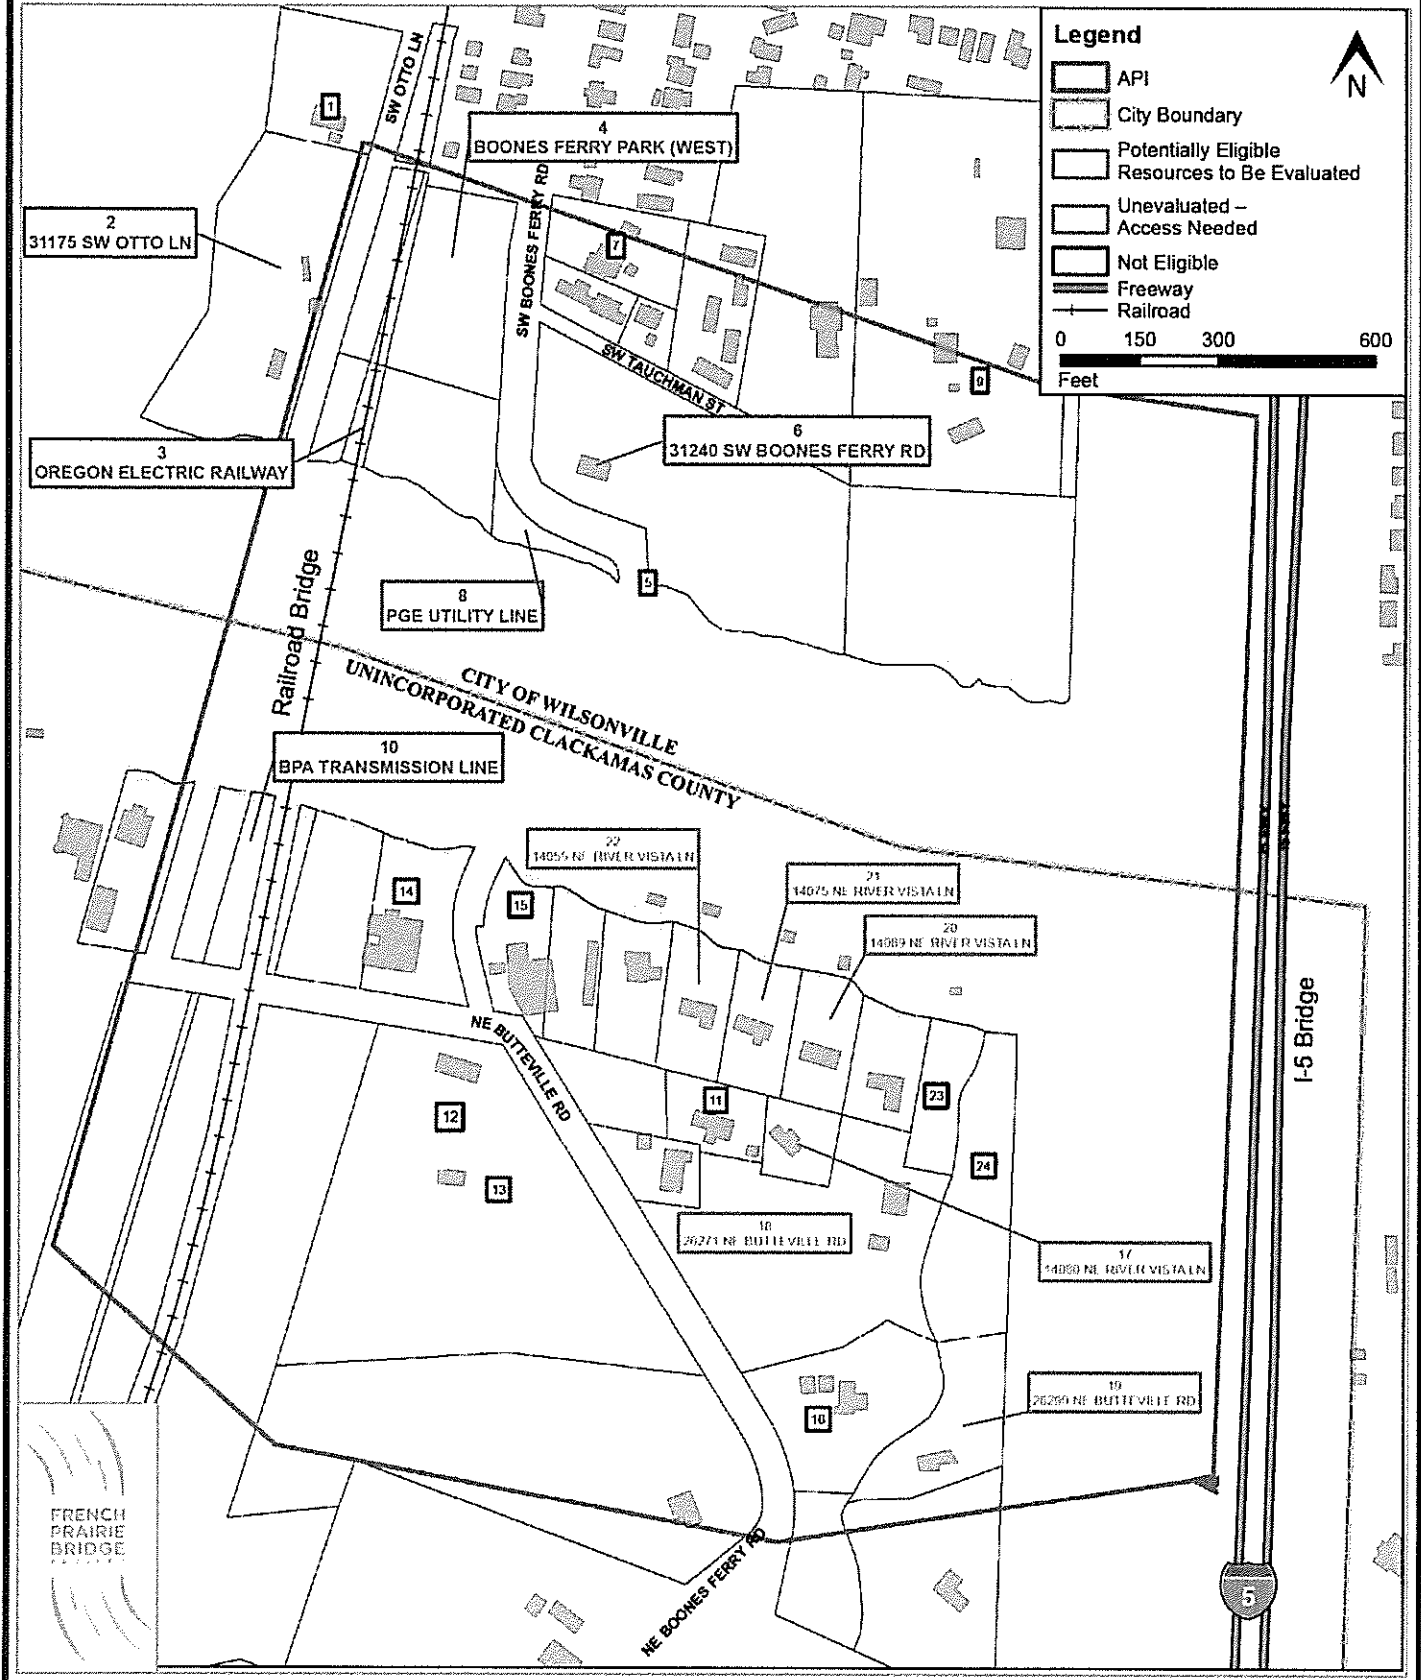 Legend
N
API
City Boundary
Potentially Eligible
Resources to Be Evaluated
Unevaluated –
Access Needed
Not Eligible
Freeway
Railroad
0 150 300 600
Feet
1
SW OTTO LN
4
BOONES FERRY PARK (WEST)
2
31175 SW OTTO LN
SW BOONES FERRY RD
7
SW TAUCHMAN ST
9
6
31240 SW BOONES FERRY RD
3
OREGON ELECTRIC RAILWAY
5
8
PGE UTILITY LINE
Railroad Bridge
CITY OF WILSONVILLE
UNINCORPORATED CLACKAMAS COUNTY
10
BPA TRANSMISSION LINE
22
14055 NE RIVER VISTA LN
21
14075 NE RIVER VISTA LN
20
14089 NE RIVER VISTA LN
14
15
I-5 Bridge
NE BUTTEVILLE RD
11
12
13
23
24
18
26271 NE BUTTEVILLE RD
17
14080 NE RIVER VISTA LN
19
26299 NE BUTTEVILLE RD
16
NE BOONES FERRY RD
5
FRENCH
PRAIRIE
BRIDGE